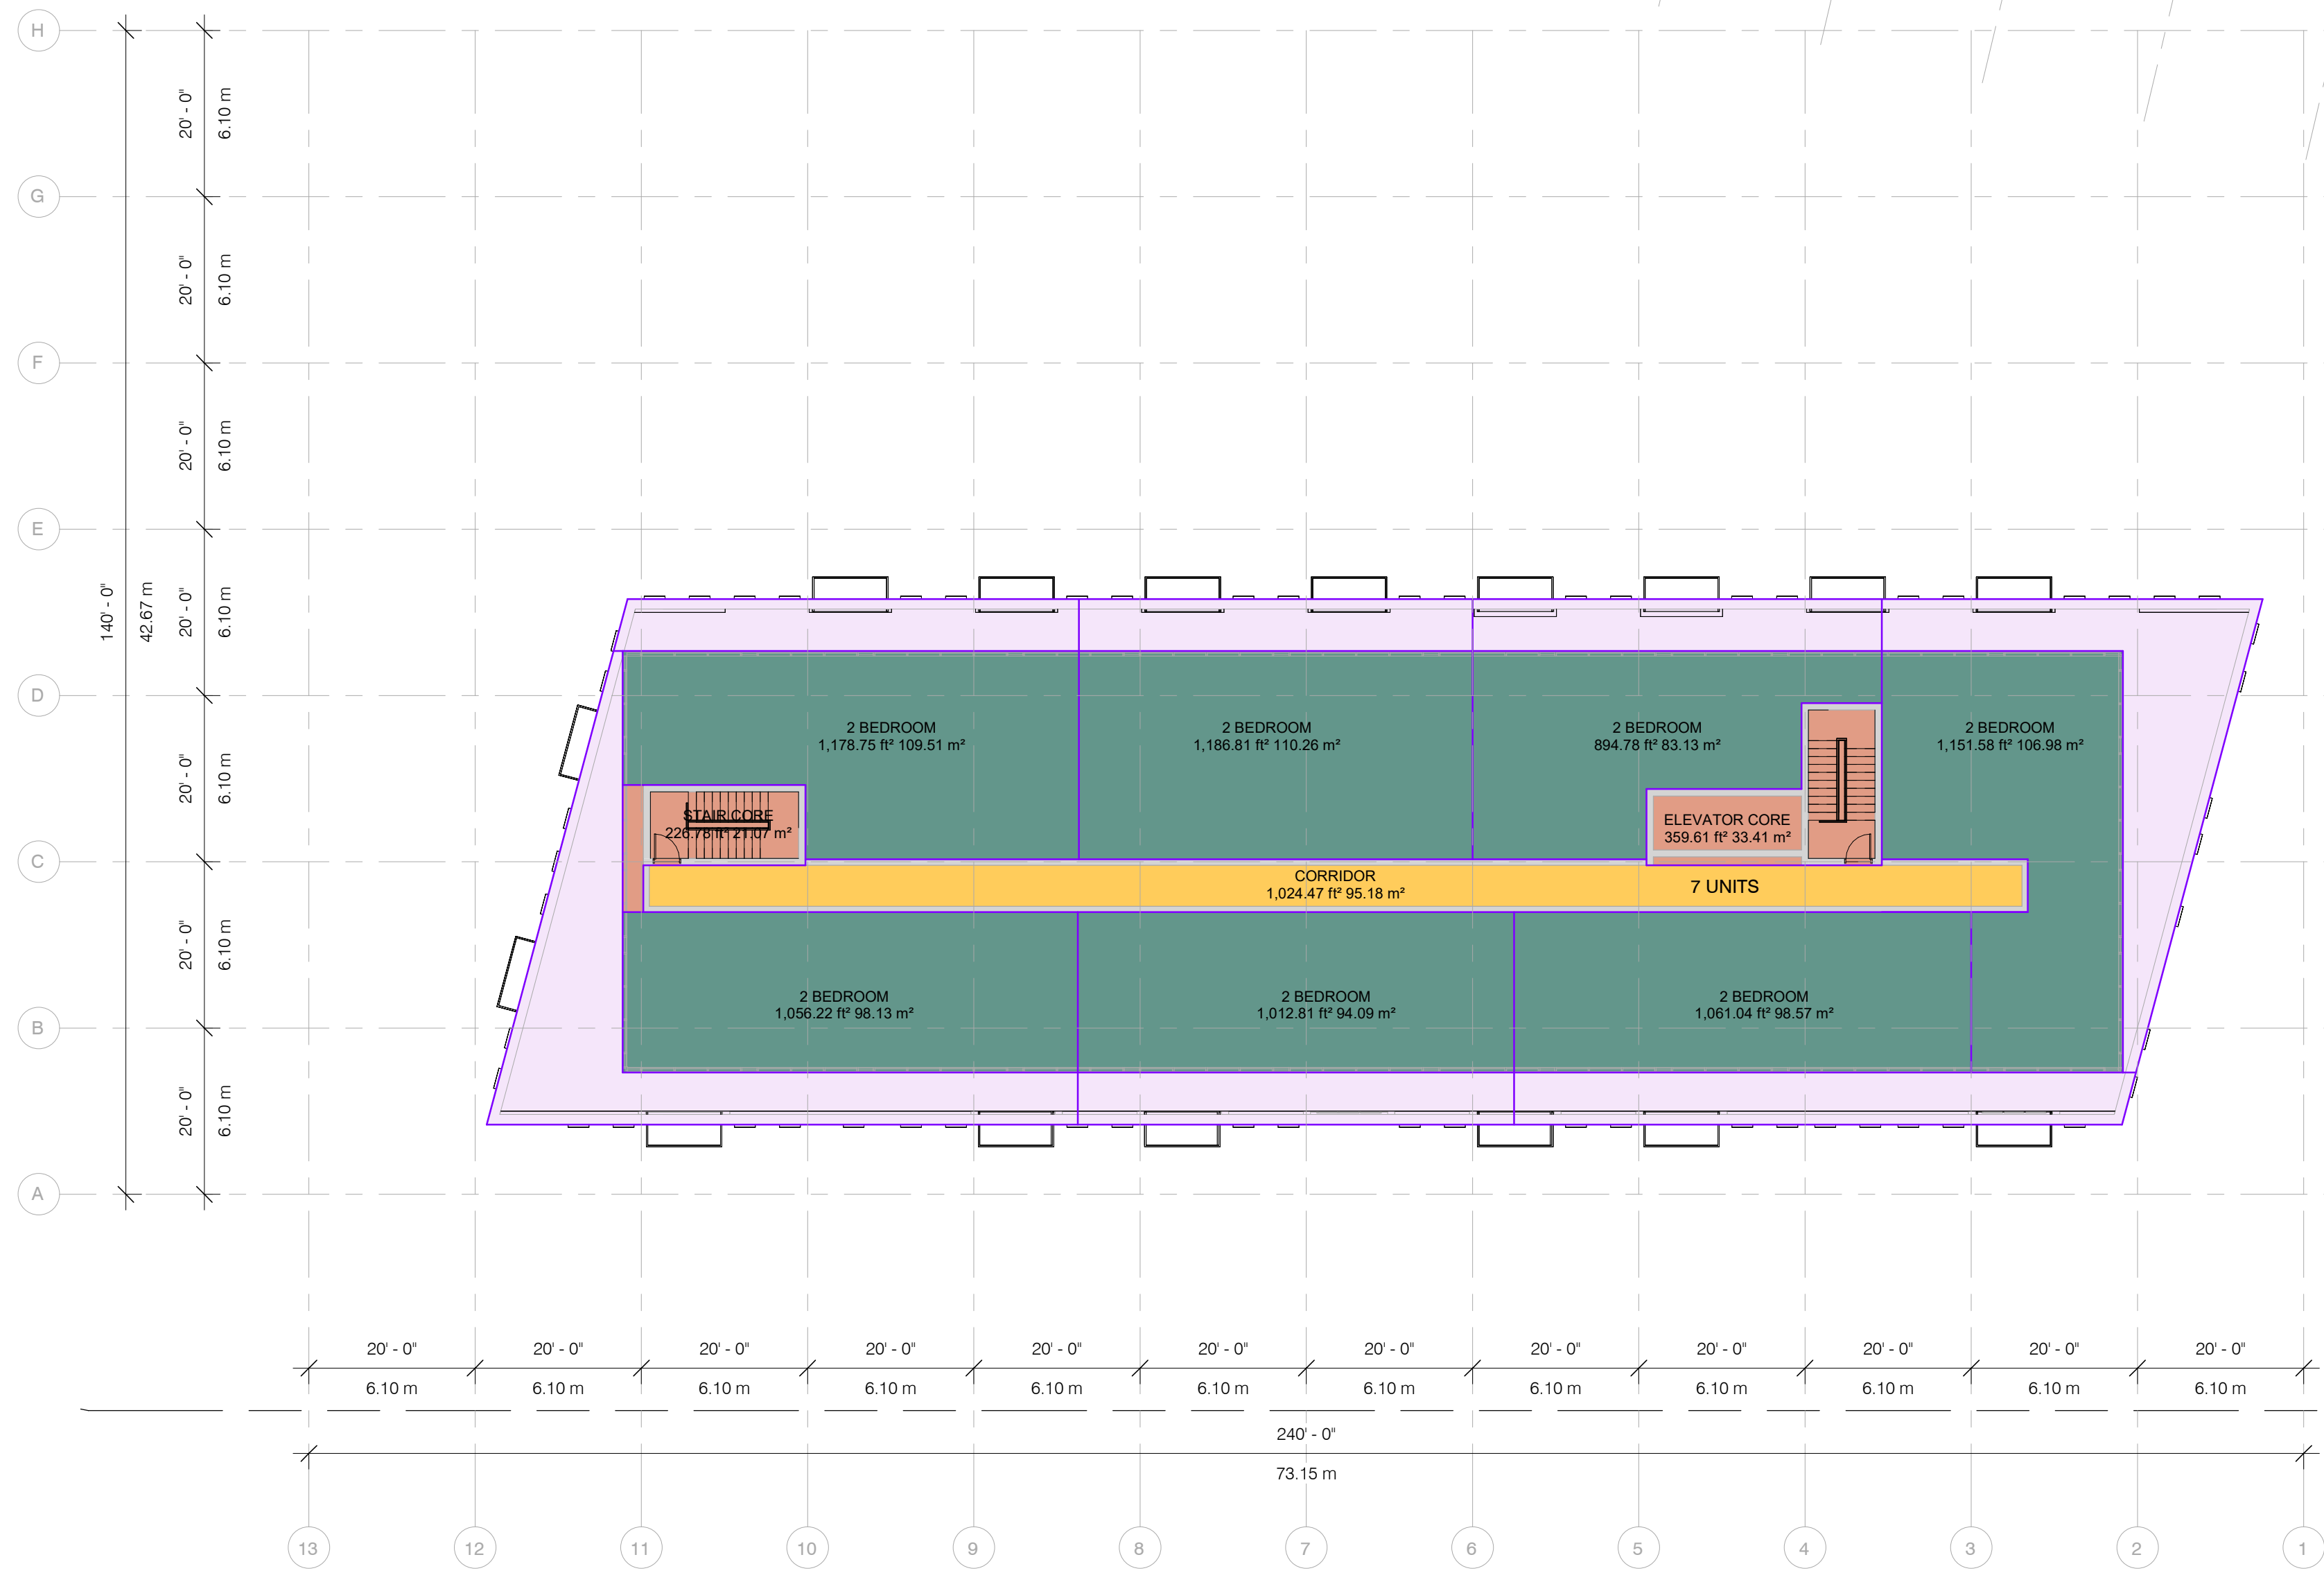 H
G
F
E
D
C
B
A
20' - 0"
6.10 m
20' - 0"
6.10 m
20' - 0"
6.10 m
20' - 0"
6.10 m
20' - 0"
6.10 m
20' - 0"
6.10 m
20' - 0"
6.10 m
140' - 0"
42.67 m
2 BEDROOM
1,178.75 ft² 109.51 m²
2 BEDROOM
1,186.81 ft² 110.26 m²
2 BEDROOM
894.78 ft² 83.13 m²
2 BEDROOM
1,151.58 ft² 106.98 m²
STAIR CORE
226.78 ft² 21.07 m²
ELEVATOR CORE
359.61 ft² 33.41 m²
CORRIDOR
1,024.47 ft² 95.18 m²
7 UNITS
2 BEDROOM
1,056.22 ft² 98.13 m²
2 BEDROOM
1,012.81 ft² 94.09 m²
2 BEDROOM
1,061.04 ft² 98.57 m²
20' - 0" 20' - 0" 20' - 0" 20' - 0" 20' - 0" 20' - 0" 20' - 0" 20' - 0" 20' - 0" 20' - 0" 20' - 0" 20' - 0"
6.10 m 6.10 m 6.10 m 6.10 m 6.10 m 6.10 m 6.10 m 6.10 m 6.10 m 6.10 m 6.10 m 6.10 m
240' - 0"
73.15 m
13 12 11 10 9 8 7 6 5 4 3 2 1